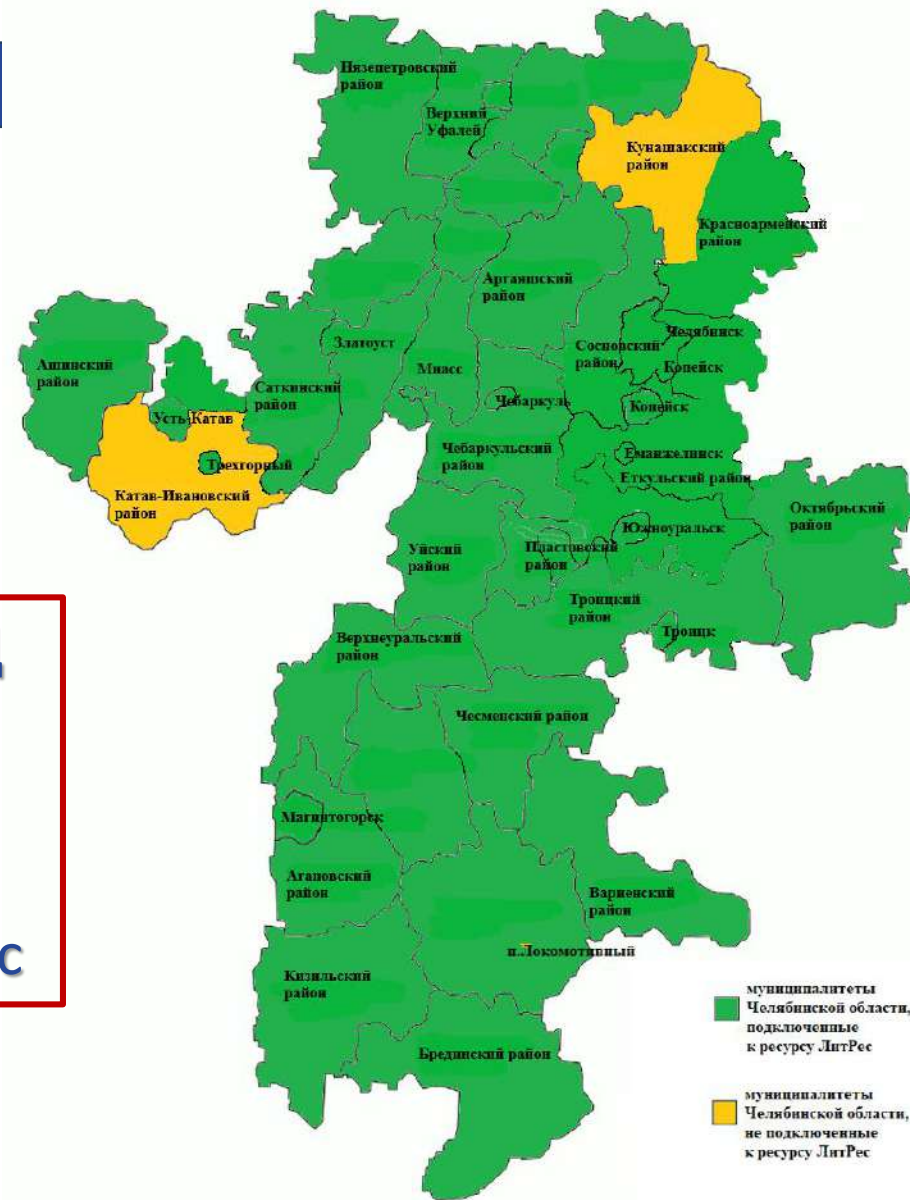 Нязепетровский
район
Верхний
Уфалей
Кунашакский
район
Красноармейский
район
Аргаяшский
район
Златоуст
Миасс
Сосновский
район
Челябинск
Копейск
Ашинский
район
Саткинский
район
Чебаркуль
Копейск
Усть-Катав
Трехгорный
Чебаркульский
район
Еманжелинск
Еткульский район
Катав-Ивановский
район
Октябрьский
район
Уйский
район
Пластовский
район
Южноуральск
Троицкий
район
Троицк
Верхнеуральский
район
Чесменский район
Магнитогорск
Агаповский
район
Варненский
район
п.Локомотивный
С
Кизильский
район
Брединский район
муниципалитеты
Челябинской области,
подключенные
к ресурсу ЛитРес
муниципалитеты
Челябинской области,
не подключенные
к ресурсу ЛитРес